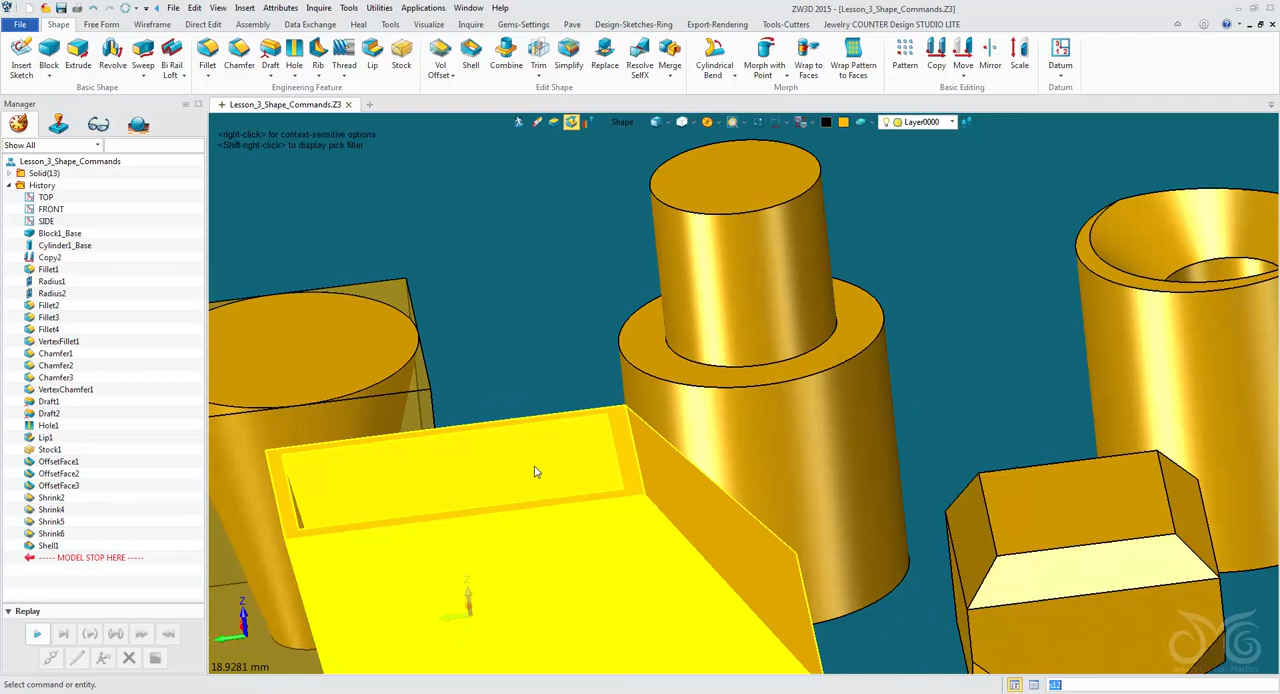 File Edit View Insert Attributes Inquire Tools Utilities Applications Window Help
ZW3D 2015 - [Lesson_3_Shape_Commands.Z3]
File Shape Free Form Wireframe Direct Edit Assembly Data Exchange Heal Tools Visualize Inquire Gems-Settings Pave Design-Sketches-Ring Export-Rendering Tools-Cutters Jewelry COUNTER Design STUDIO LITE
Insert Sketch Block Extrude Revolve Sweep Bi Rail Loft Fillet Chamfer Draft Hole Rib Thread Lip Stock Vol Offset Shell Combine Trim Simplify Replace Resolve SelfX Merge Cylindrical Bend Morph with Point Wrap to Faces Wrap Pattern to Faces Pattern Copy Move Mirror Scale Datum
Basic Shape Engineering Feature Edit Shape Morph Basic Editing Datum
Manager
Lesson_3_Shape_Commands.Z3
Shape
Layer0000
<right-click> for context-sensitive options.
<Shift-right-click> to display pick filter.
Show All
Lesson_3_Shape_Commands
Solid(13)
History
TOP
FRONT
SIDE
Block1_Base
Cylinder1_Base
Copy2
Fillet1
Radius1
Radius2
Fillet2
Fillet3
Fillet4
VertexFillet1
Chamfer1
Chamfer2
Chamfer3
VertexChamfer1
Draft1
Draft2
Hole1
Lip1
Stock1
OffsetFace1
OffsetFace2
OffsetFace3
Shrink2
Shrink4
Shrink5
Shrink6
Shell1
----- MODEL STOP HERE -----
Replay
Z
Z
18.9281 mm
Select command or entity.